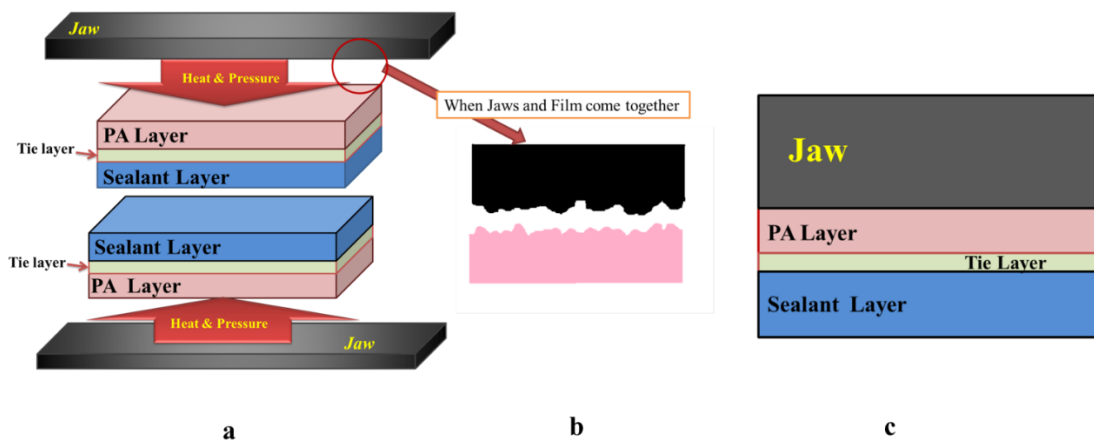 Jaw
Heat & Pressure
PA Layer
Tie layer
Sealant Layer
Sealant Layer
Tie layer
PA Layer
Heat & Pressure
Jaw
a
When Jaws and Film come together
b
Jaw
PA Layer
Tie Layer
Sealant Layer
c